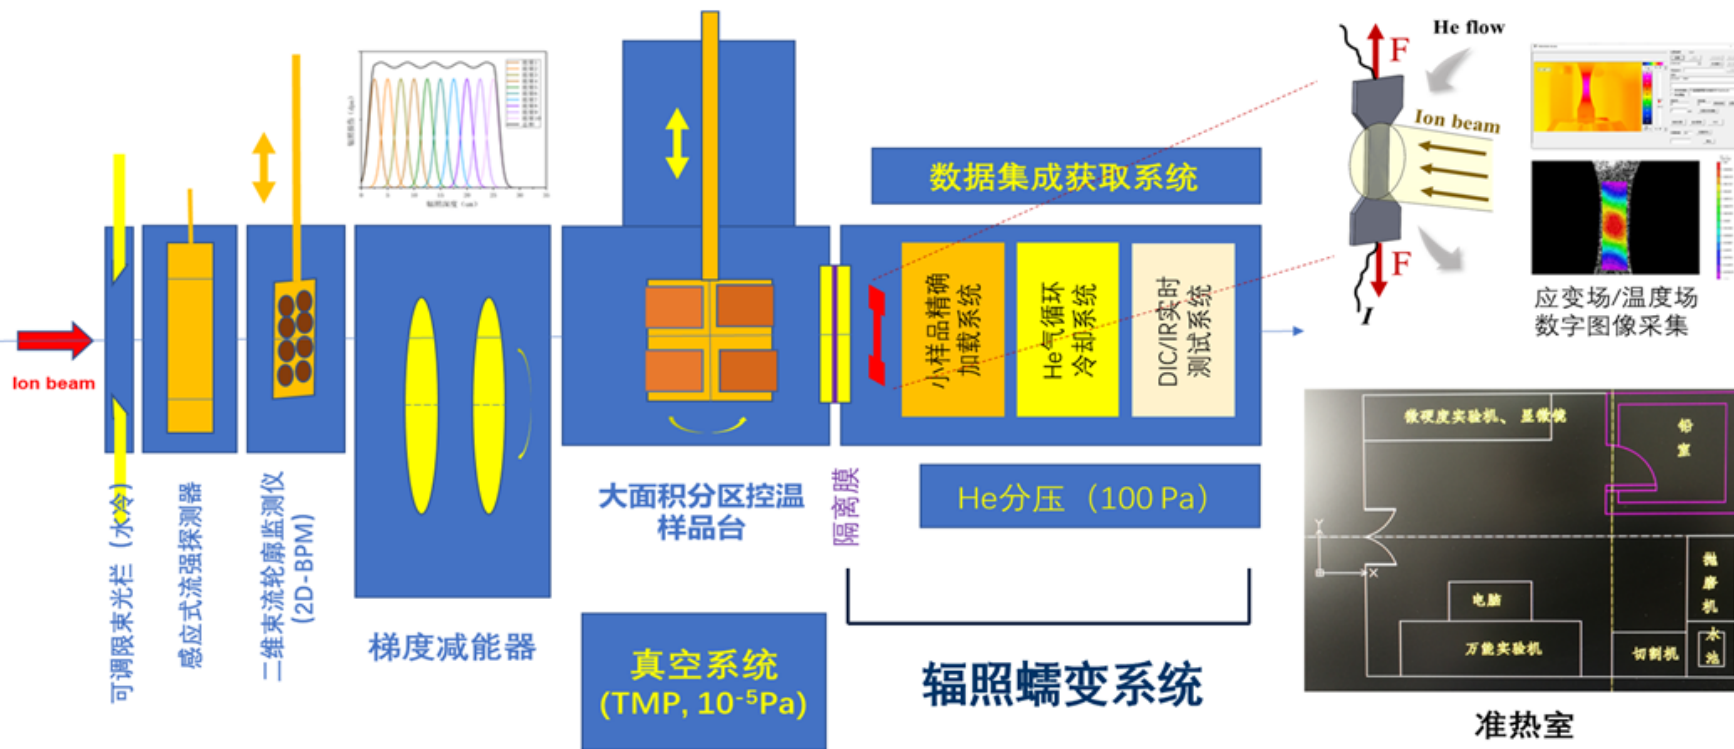 Ion beam
可调限束光栏（水冷）
感应式流强探测器
二维束流轮廓监测仪
(2D-BPM)
辐照深度 (um)
梯度减能器
大面积分区控温
样品台
真空系统
(TMP, 10⁻⁵Pa)
隔离膜
数据集成获取系统
小样品精确
加载系统
He气循环
冷却系统
DIC/IR实时
测试系统
He分压（100 Pa）
辐照蠕变系统
F
He flow
Ion beam
F
I
应变场/温度场
数字图像采集
微硬度实验机、显微镜
铅室
抛磨机
电脑
万能实验机
切割机
水池
Y
X
准热室